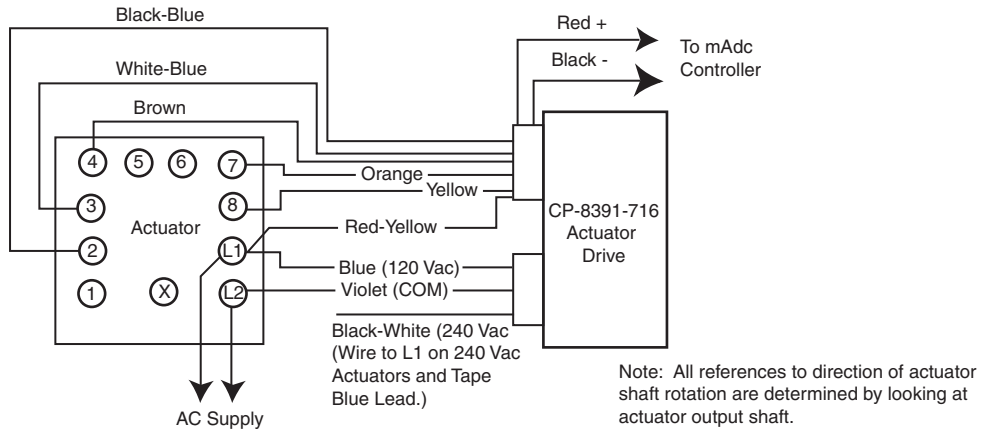 Black-Blue
Red +
To mAdc
Controller
White-Blue
Black -
Brown
4
5
6
7
Orange
Yellow
3
8
CP-8391-716
Actuator
Drive
Actuator
Red-Yellow
2
L1
Blue (120 Vac)
1
X
L2
Violet (COM)
Black-White (240 Vac
(Wire to L1 on 240 Vac
Actuators and Tape
Blue Lead.)
Note: All references to direction of actuator
shaft rotation are determined by looking at
actuator output shaft.
AC Supply